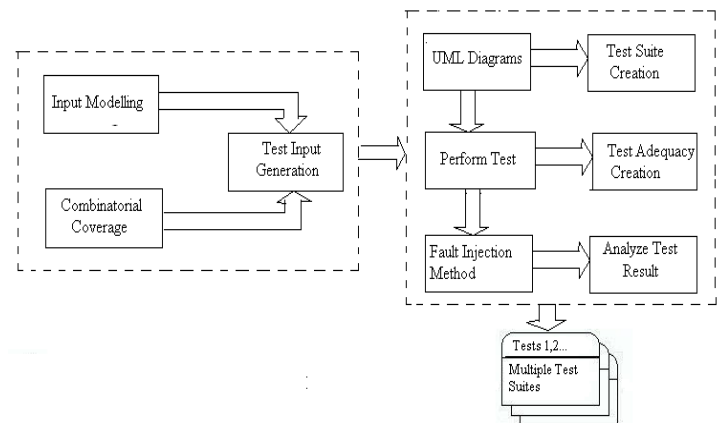 Input Modelling
Combinatorial
Coverage
Test Input
Generation
UML Diagrams
Test Suite
Creation
Perform Test
Test Adequacy
Creation
Fault Injection
Method
Analyze Test
Result
Tests 1,2...
Multiple Test
Suites